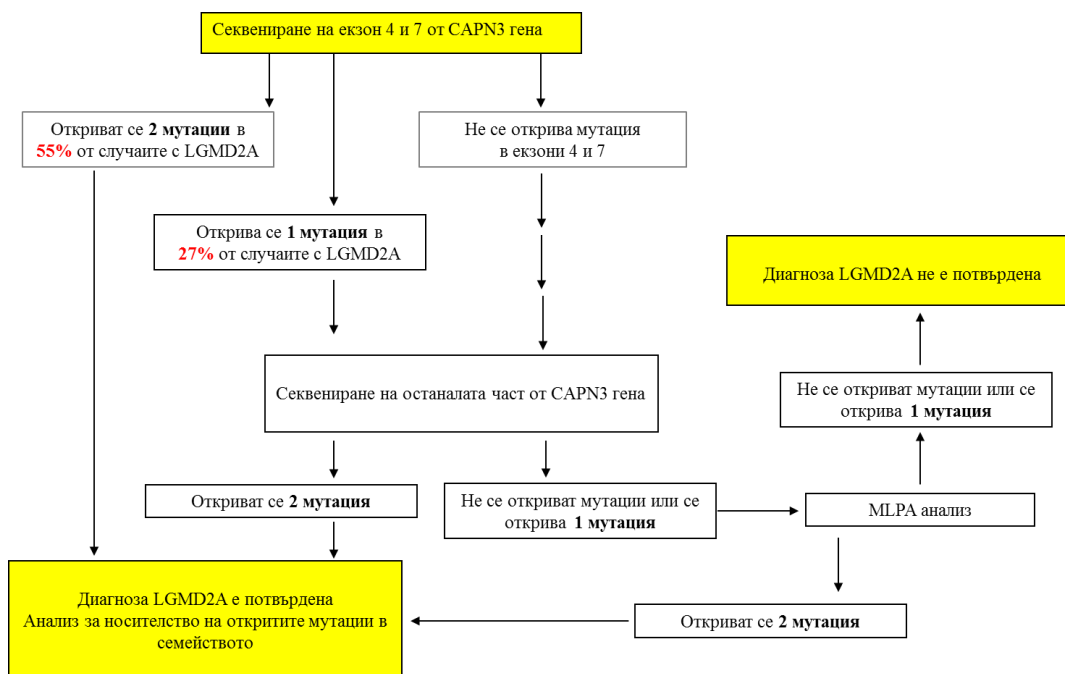 Секвениране на екзон 4 и 7 от CAPN3 гена
Откриват се 2 мутации в
55% от случаите с LGMD2A
Не се открива мутация
в екзони 4 и 7
Открива се 1 мутация в
27% от случаите с LGMD2A
Диагноза LGMD2A не е потвърдена
Секвениране на останалата част от CAPN3 гена
Не се откриват мутации или се
открива 1 мутация
Откриват се 2 мутация
Не се откриват мутации или се
открива 1 мутация
MLPA анализ
Диагноза LGMD2A е потвърдена
Анализ за носителство на откритите мутации в
семейството
Откриват се 2 мутация